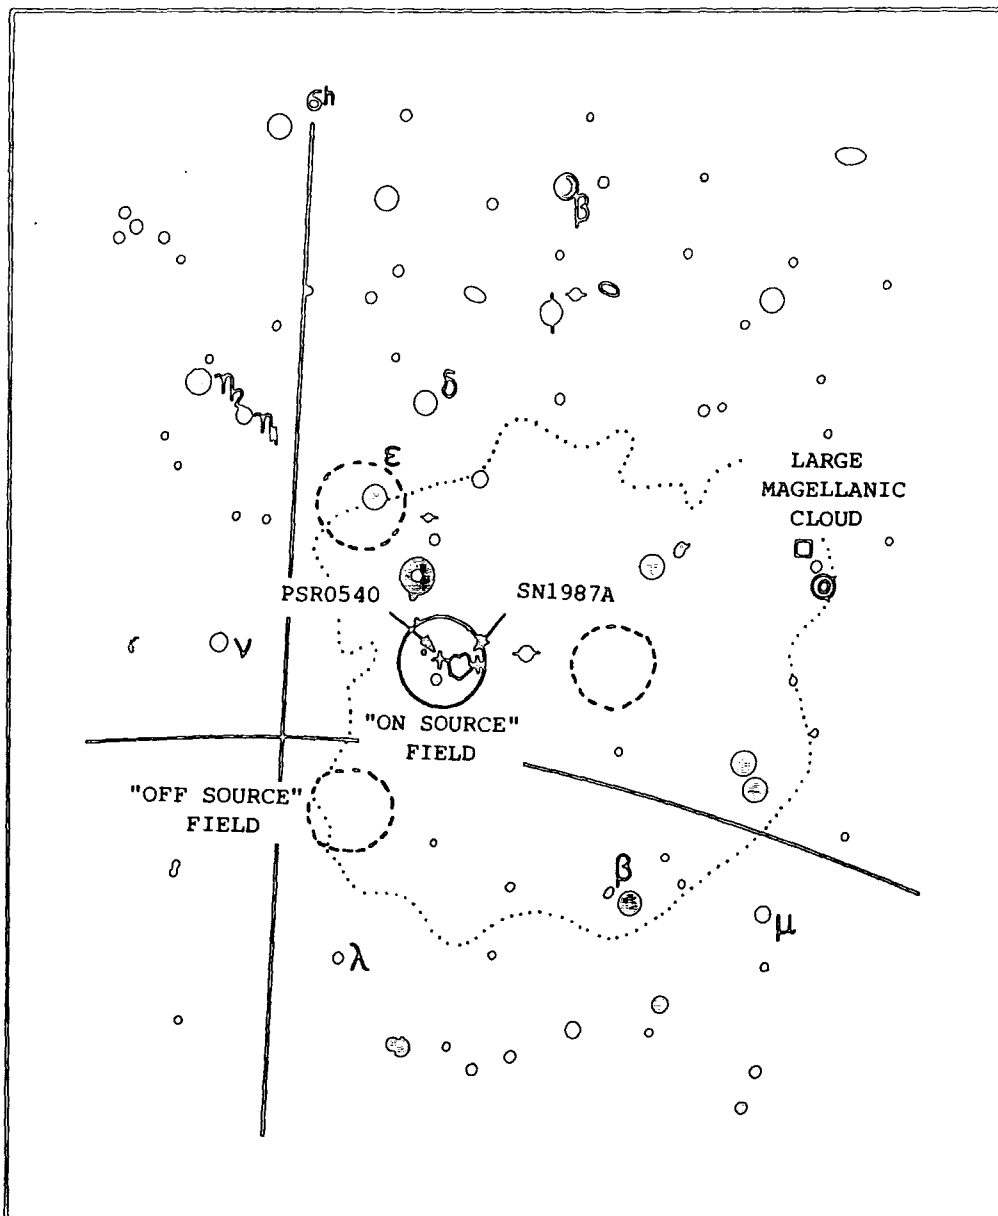 6h
β
η₂
η₁
δ
ε
LARGE
MAGELLANIC
CLOUD
PSR0540
SN1987A
ν
"ON SOURCE"
FIELD
"OFF SOURCE"
FIELD
β
μ
λ